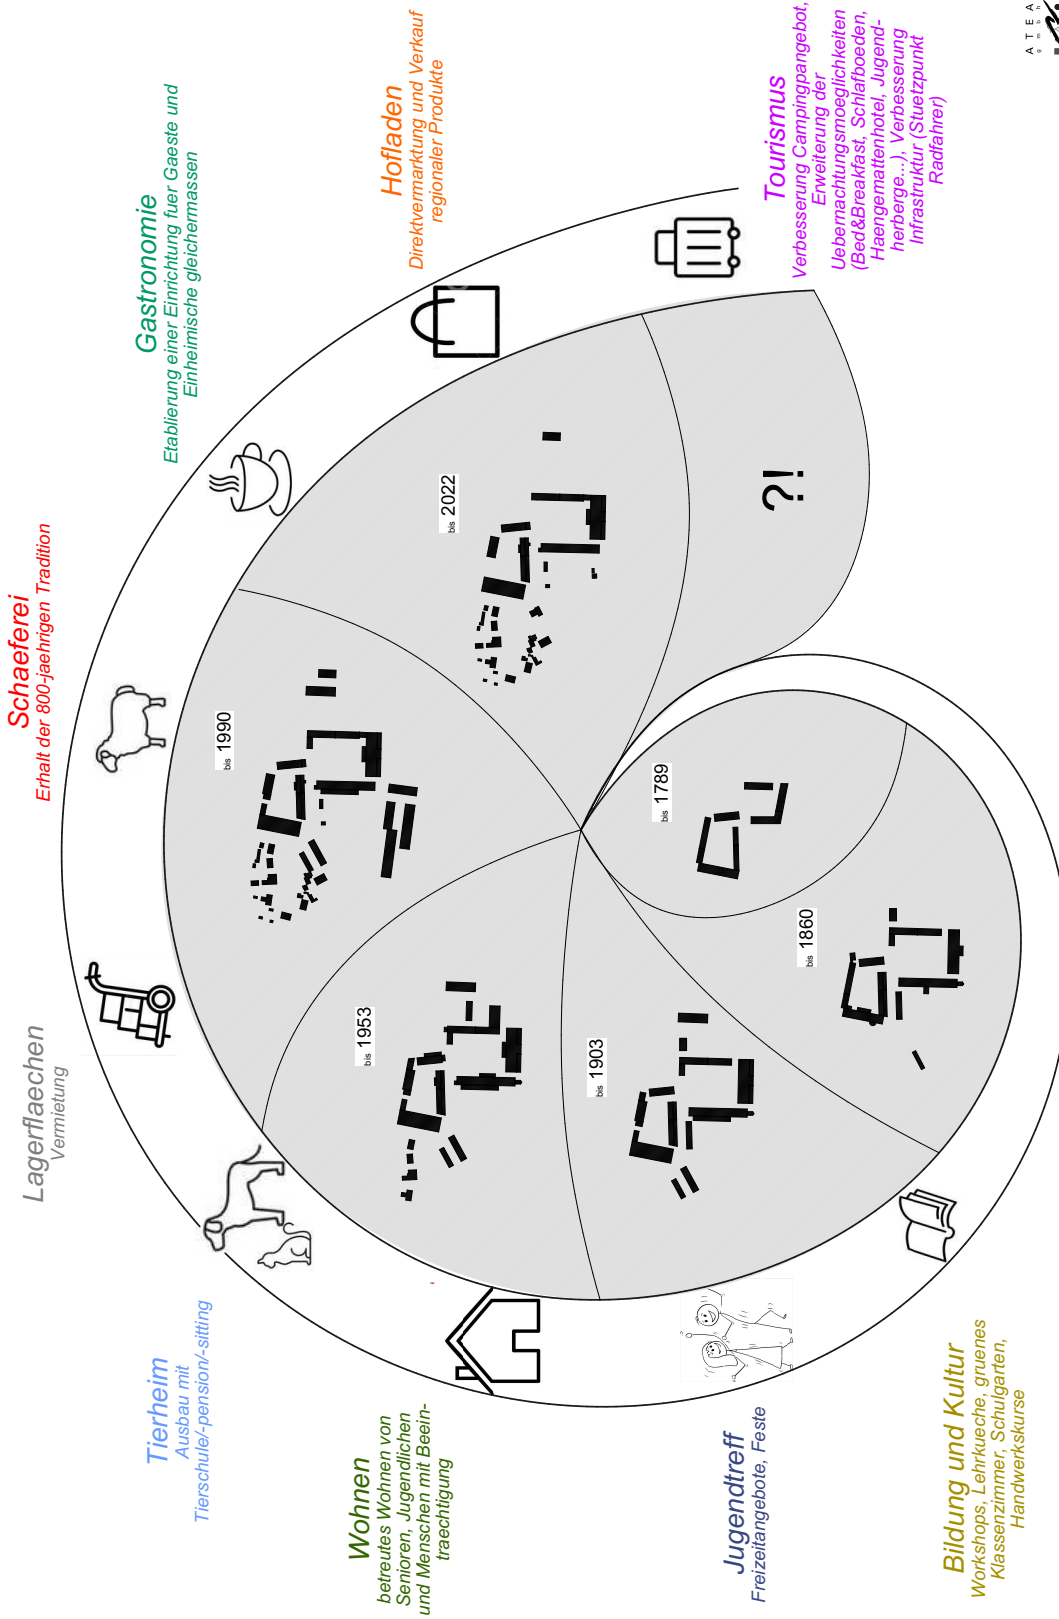 Schaeferei
Erhalt der 800-jaehrigen Tradition
Gastronomie
Etablierung einer Einrichtung fuer Gaeste und
Einheimische gleichermassen
Hofladen
Direktvermarktung und Verkauf
regionaler Produkte
Tourismus
Verbesserung Campingangebot,
Erweiterung der
Uebernachtungsmoeglichkeiten
(Bed&Breakfast, Schlafboeden,
Haengemattenhotel, Jugend-
herberge...), Verbesserung
Infrastruktur (Stuetzpunkt
Radfahrer)
Lagerflaechen
Vermietung
Tierheim
Ausbau mit
Tierschule/-pension/-sitting
Wohnen
betreutes Wohnen von
Senioren, Jugendlichen
und Menschen mit Beein-
traechtigung
Jugendtreff
Freizeitangebote, Feste
Bildung und Kultur
Workshops, Lehrkueche, gruenes
Klassenzimmer, Schulgarten,
Handwerkskurse
bis 1789
bis 1860
bis 1903
bis 1953
bis 1990
bis 2022
?!
ATEA
gmbh